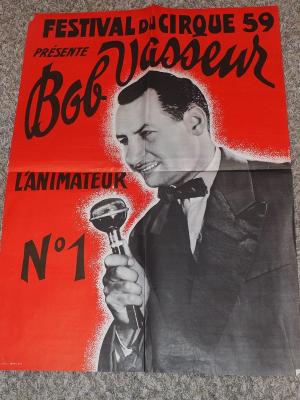 FESTIVAL DU CIRQUE 59
PRÉSENTE
Bob Vasseur
L'ANIMATEUR
N°1